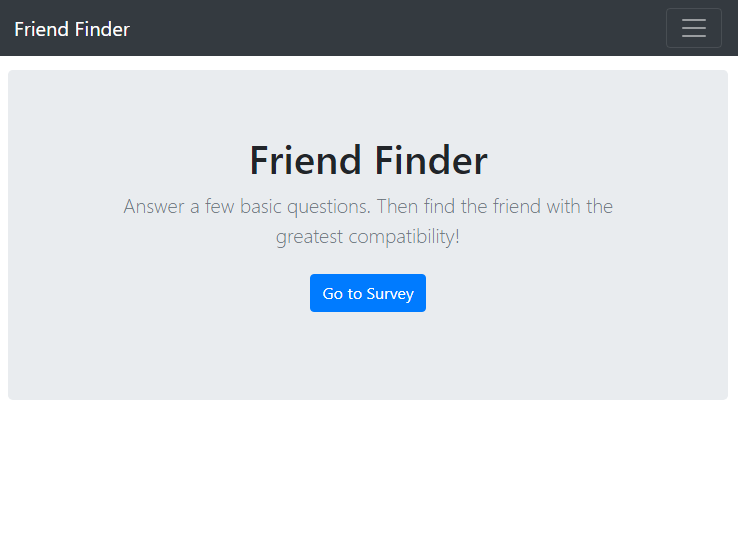 Friend Finder
Friend Finder
Answer a few basic questions. Then find the friend with the
greatest compatibility!
Go to Survey